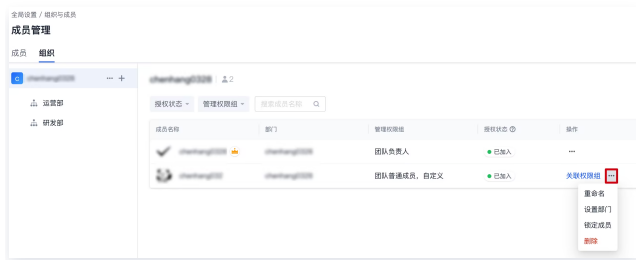 全局设置 / 组织与成员
成员管理
成员 组织
C ··· +
运营部
研发部
2
授权状态 管理权限组 搜索成员名称
成员名称 部门 管理权限组 授权状态 操作
团队负责人 已加入 ···
团队普通成员，自定义 已加入 关联权限组 ···
重命名
设置部门
锁定成员
删除